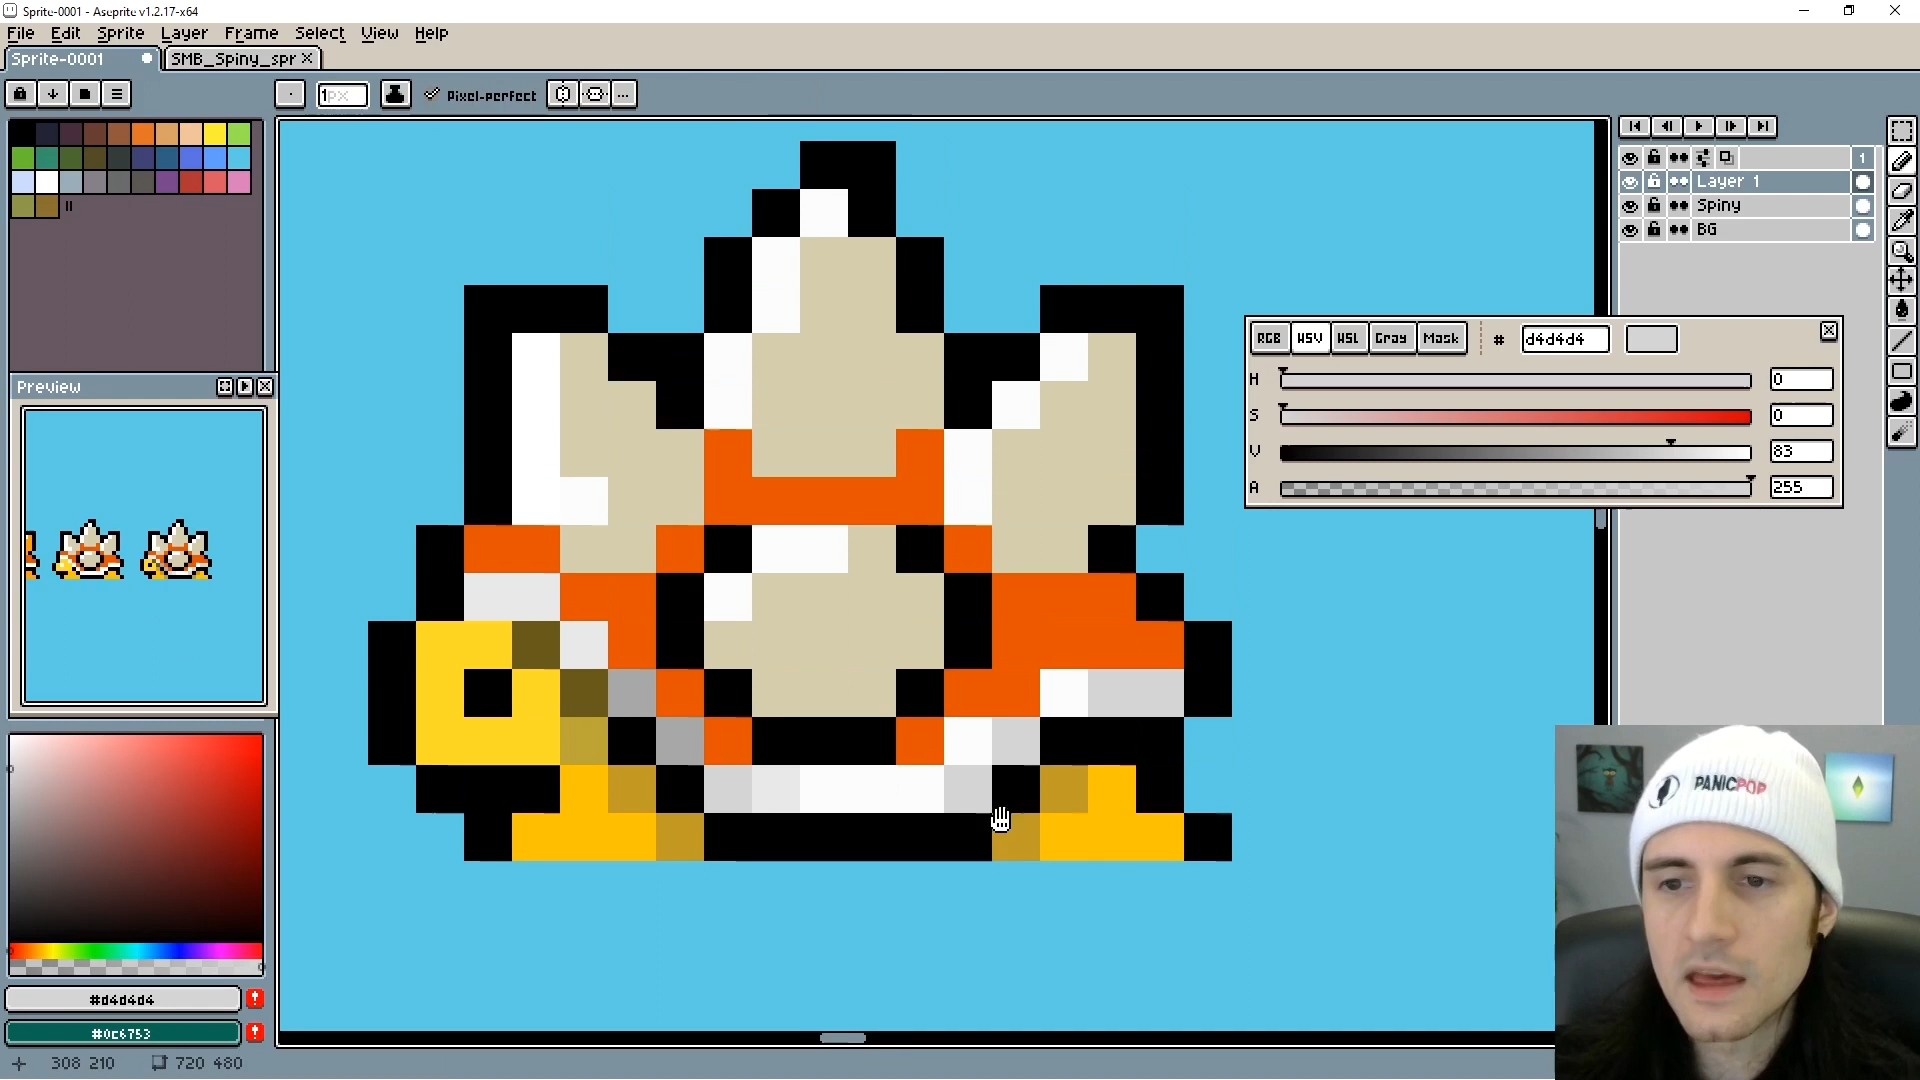 Sprite-0001 - Aseprite v1.2.17-x64
File Edit Sprite Layer Frame Select View Help
Sprite-0001 SMB_Spiny_spr
1px Pixel-perfect ...
1
Layer 1
Spiny
BG
RGB HSV HSL Gray Mask # d4d4d4
H 0
S 0
V 83
A 255
Preview
PANICPOP
#d4d4d4 !
#0c6753 !
308 210 720 480